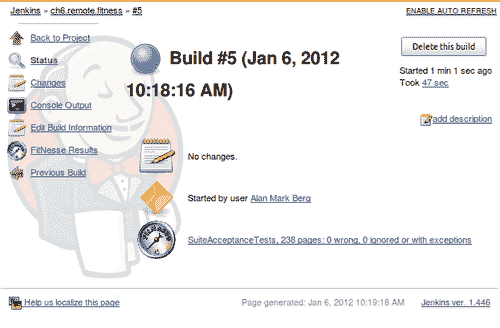 Jenkins » ch6.remote.fitness » #5
ENABLE AUTO REFRESH
Back to Project
Status
Changes
Console Output
Edit Build Information
FitNesse Results
Previous Build
Build #5 (Jan 6, 2012
10:18:16 AM)
Delete this build
Started 1 min 1 sec ago
Took 47 sec
add description
No changes.
Started by user Alan Mark Berg
SuiteAcceptanceTests, 238 pages: 0 wrong, 0 ignored or with exceptions
Help us localize this page
Page generated: Jan 6, 2012 10:19:18 AM
Jenkins ver. 1.446